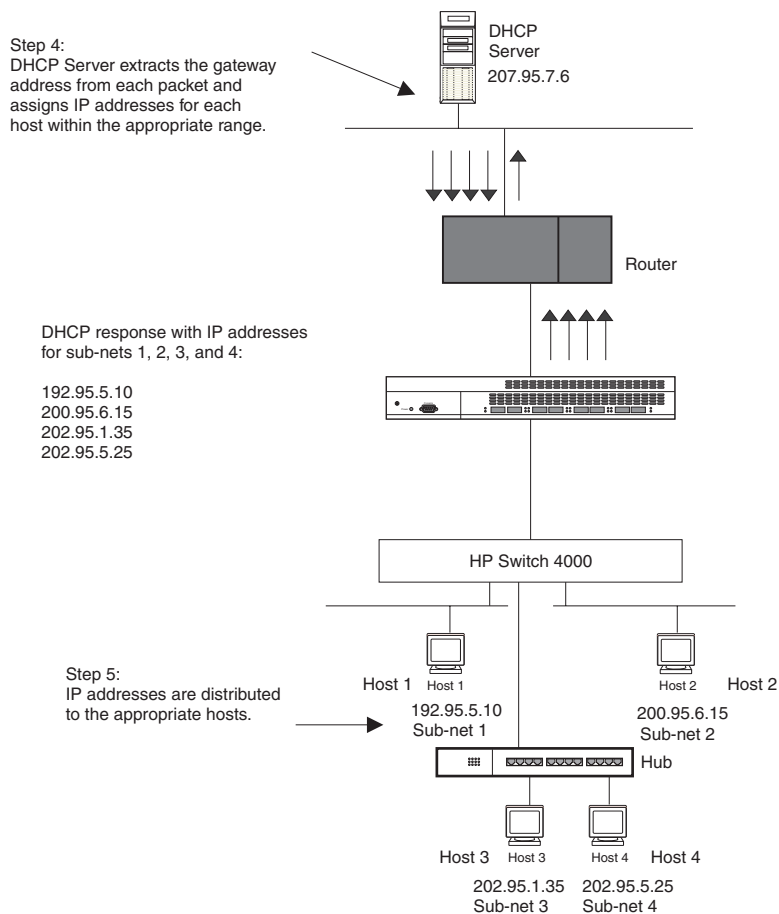 Step 4:
DHCP Server extracts the gateway
address from each packet and
assigns IP addresses for each
host within the appropriate range.
DHCP
Server
207.95.7.6
Router
DHCP response with IP addresses
for sub-nets 1, 2, 3, and 4:
192.95.5.10
200.95.6.15
202.95.1.35
202.95.5.25
HP Switch 4000
Step 5:
IP addresses are distributed
to the appropriate hosts.
Host 1 Host 1
192.95.5.10
Sub-net 1
Host 2 Host 2
200.95.6.15
Sub-net 2
Hub
Host 3 Host 3
202.95.1.35
Sub-net 3
Host 4 Host 4
202.95.5.25
Sub-net 4